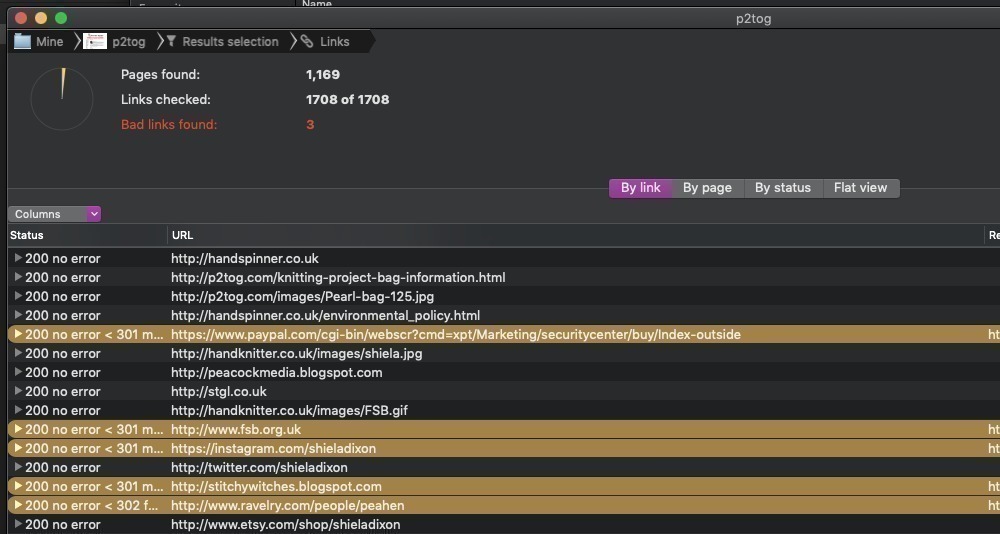 Name
p2tog
Mine p2tog Results selection Links
Pages found: 1,169
Links checked: 1708 of 1708
Bad links found: 3
By link By page By status Flat view
Columns
Status URL Re
200 no error http://handspinner.co.uk
200 no error http://p2tog.com/knitting-project-bag-information.html
200 no error http://p2tog.com/images/Pearl-bag-125.jpg
200 no error http://handspinner.co.uk/environmental_policy.html
200 no error < 301 m... https://www.paypal.com/cgi-bin/webscr?cmd=xpt/Marketing/securitycenter/buy/Index-outside ht
200 no error http://handknitter.co.uk/images/shiela.jpg
200 no error http://peacockmedia.blogspot.com
200 no error http://stgl.co.uk
200 no error http://handknitter.co.uk/images/FSB.gif
200 no error < 301 m... http://www.fsb.org.uk ht
200 no error < 301 m... https://instagram.com/shieladixon ht
200 no error http://twitter.com/shieladixon
200 no error < 301 m... http://stitchywitches.blogspot.com ht
200 no error < 302 f... http://www.ravelry.com/people/peahen ht
200 no error http://www.etsy.com/shop/shieladixon